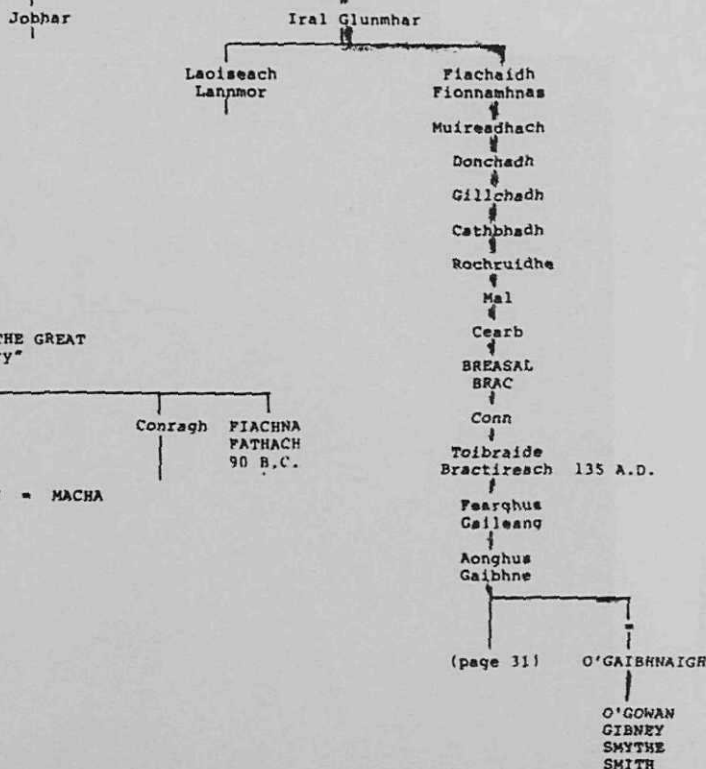 Jobhar
Iral Glunmhar
Laoiseach
Lannmor
Fiachaidh
Fionnamhnas
Muireadhach
Donchadh
Gillchadh
Cathbhadh
Rochruidhe
Mal
Cearb
THE GREAT
BREASAL
BRAC
Conragh
FIACHNA
FATHACH
90 B.C.
Conn
Toibraide
Bractireach 135 A.D.
= MACHA
Fearghus
Gaileang
Aonghus
Gaibhne
(page 31)
O'GAIBHNAIGH
O'GOWAN
GIBNEY
SMYTHE
SMITH